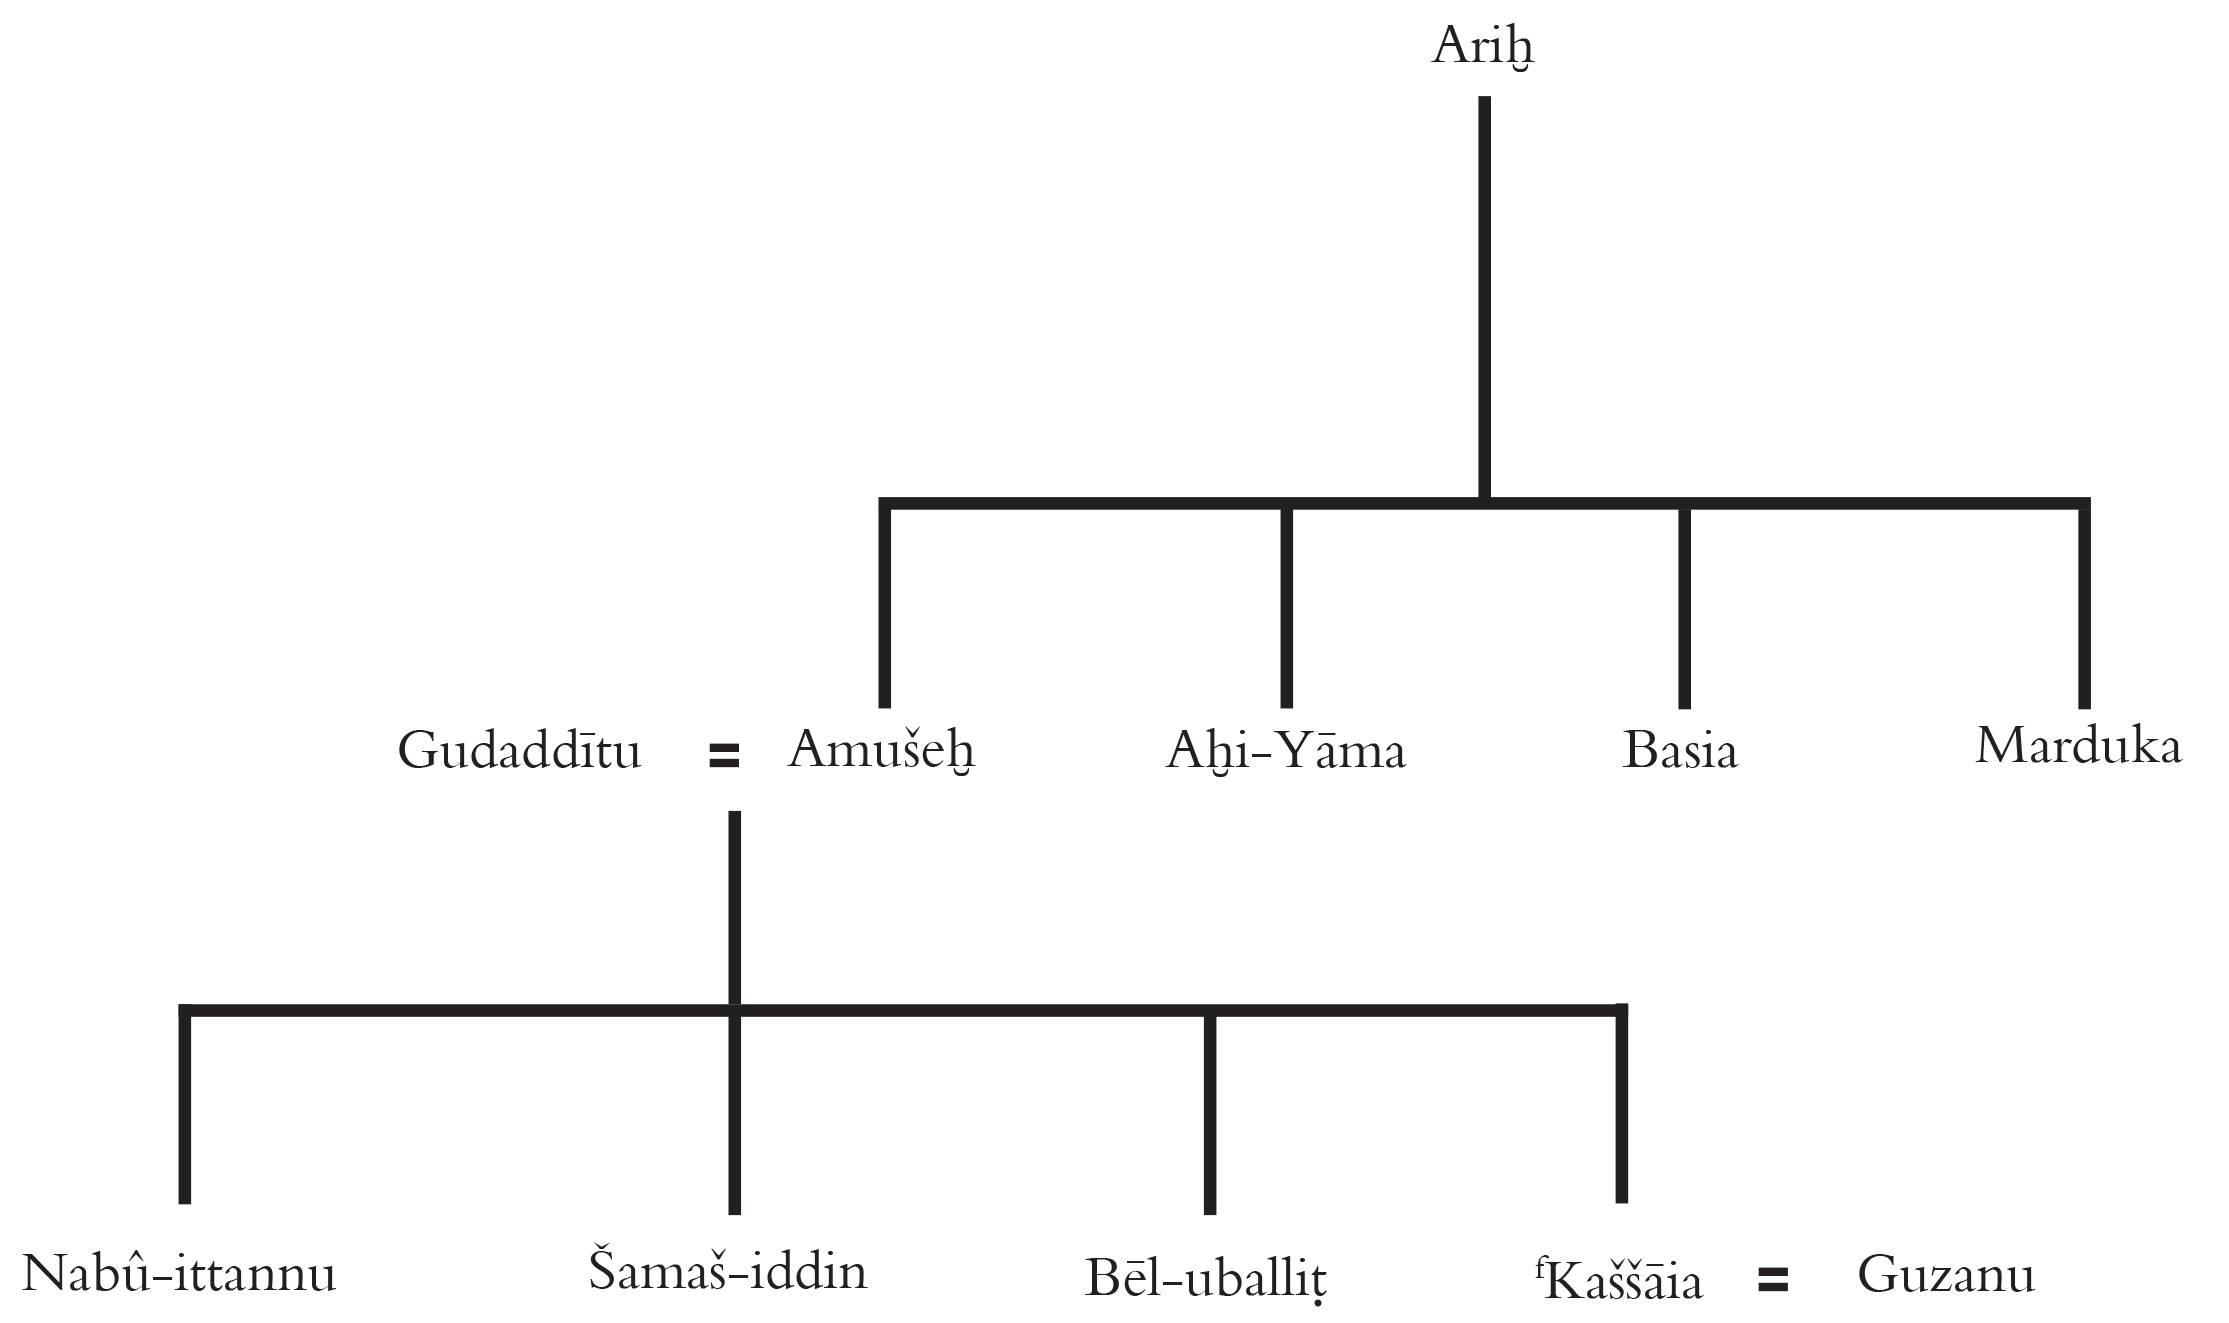 Ariḫ
Gudaddītu = Amušeḫ Aḫi-Yāma Basia Marduka
Nabû-ittannu Šamaš-iddin Bēl-uballiṭ ᶠKaššāia = Guzanu